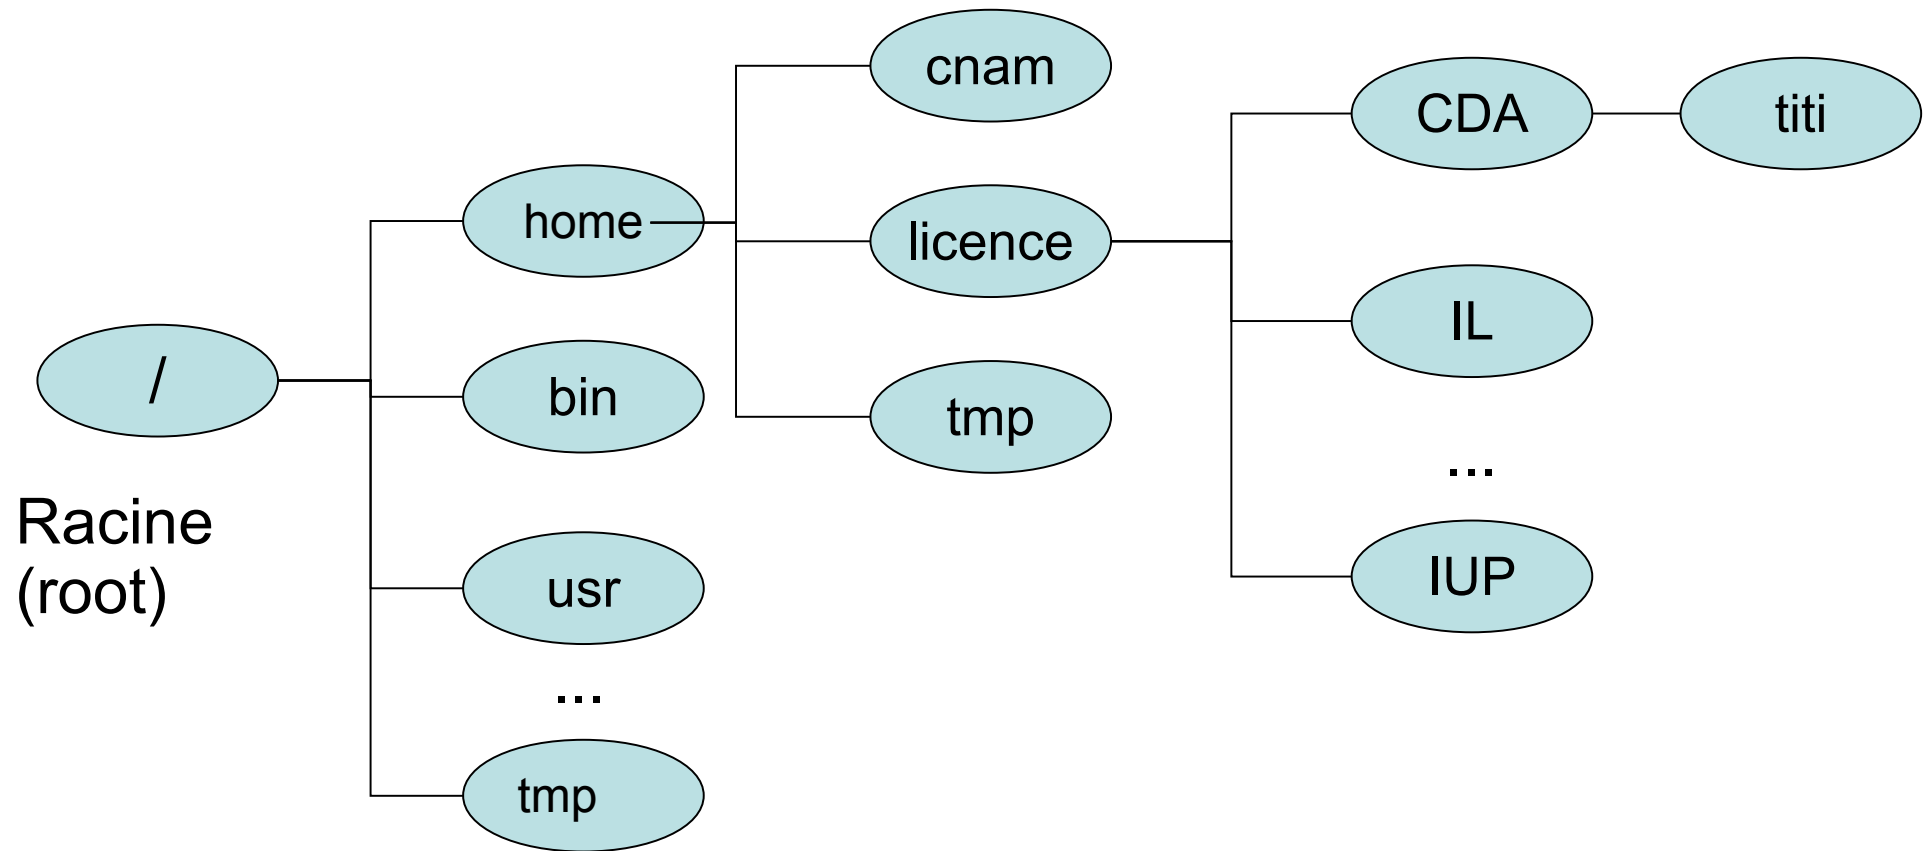 cnam
CDA
titi
home
licence
IL
/
bin
tmp
...
Racine
(root)
usr
IUP
...
tmp